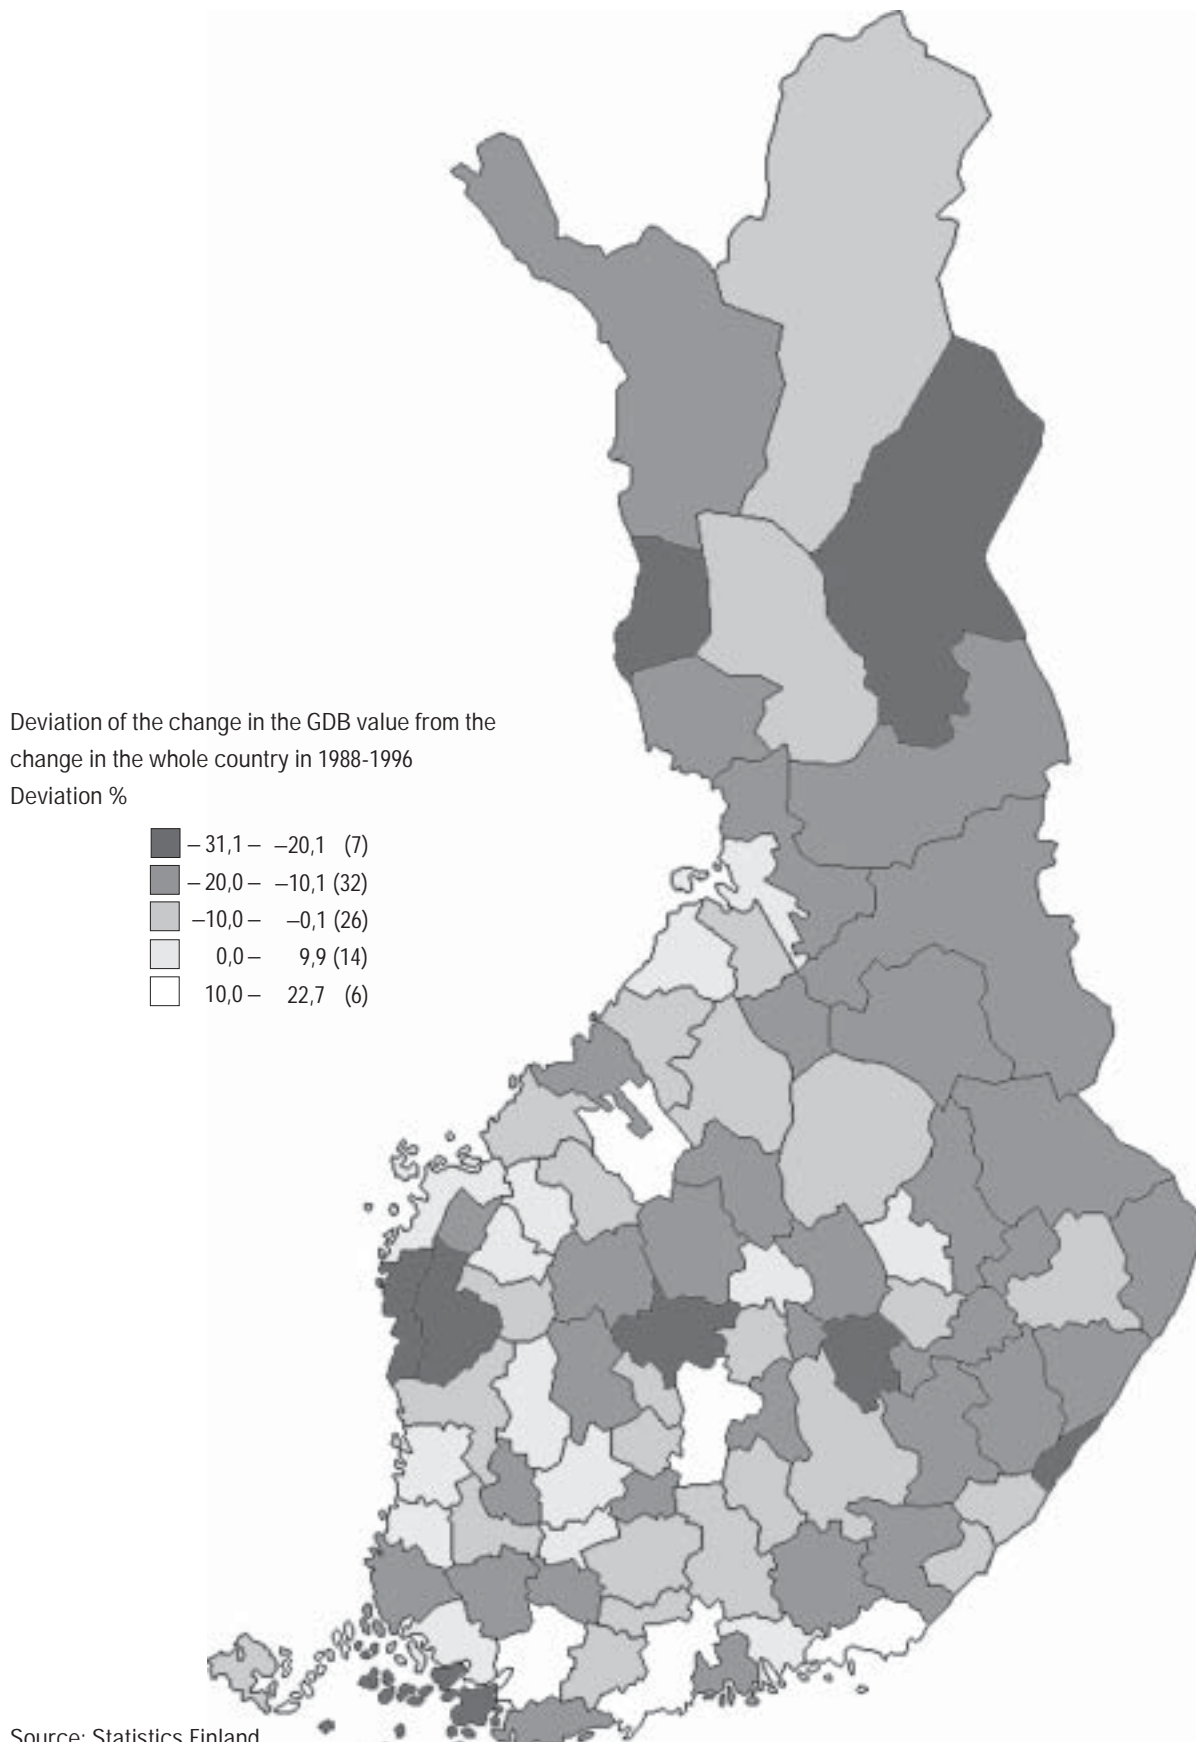 Deviation of the change in the GDB value from the
change in the whole country in 1988-1996
Deviation %
– 31,1 – –20,1 (7)
– 20,0 – –10,1 (32)
–10,0 – –0,1 (26)
0,0 – 9,9 (14)
10,0 – 22,7 (6)
Source: Statistics Finland